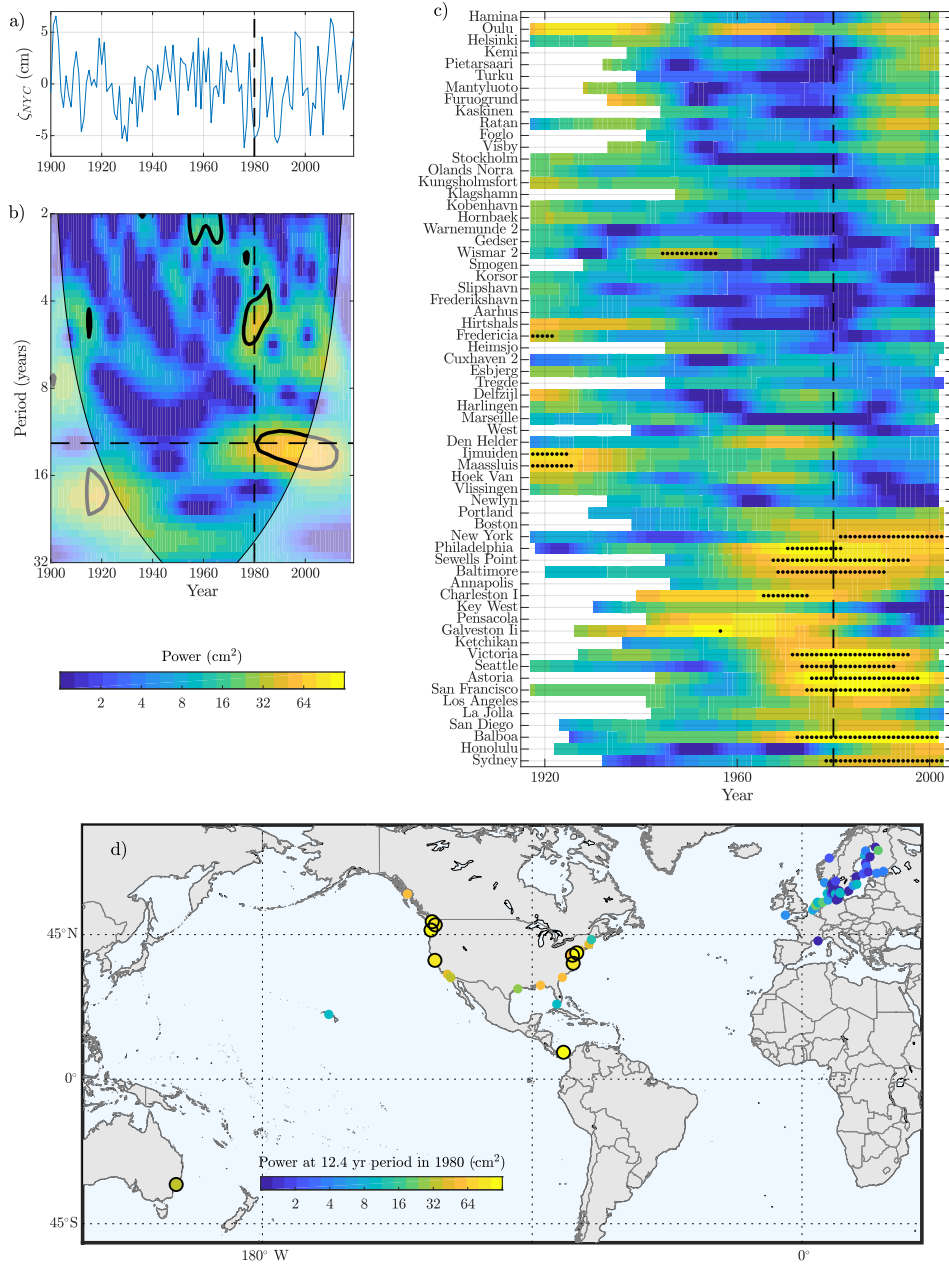 a)
ζNYC (cm)
5
0
-5
1900 1920 1940 1960 1980 2000
b)
Period (years)
2
4
8
16
32
1900 1920 1940 1960 1980 2000
Year
Power (cm2)
2 4 8 16 32 64
c)
Hamina
Oulu
Helsinki
Kemi
Pietarsaari
Turku
Mantyluoto
Furuogrund
Kaskinen
Ratan
Foglo
Visby
Stockholm
Olands Norra
Kungsholmsfort
Klagshamn
Kobenhavn
Hornbaek
Warnemunde 2
Gedser
Wismar 2
Smogen
Korsor
Slipshavn
Frederikshavn
Aarhus
Hirtshals
Fredericia
Heimsjo
Cuxhaven 2
Esbjerg
Tregde
Delfzijl
Harlingen
Marseille
West
Den Helder
Ijmuiden
Maassluis
Hoek Van
Vlissingen
Newlyn
Portland
Boston
New York
Philadelphia
Sewells Point
Baltimore
Annapolis
Charleston I
Key West
Pensacola
Galveston Ii
Ketchikan
Victoria
Seattle
Astoria
San Francisco
Los Angeles
La Jolla
San Diego
Balboa
Honolulu
Sydney
1920 1960 2000
Year
d)
45°N
0°
45°S
Power at 12.4 yr period in 1980 (cm2)
2 4 8 16 32 64
180° W 0°